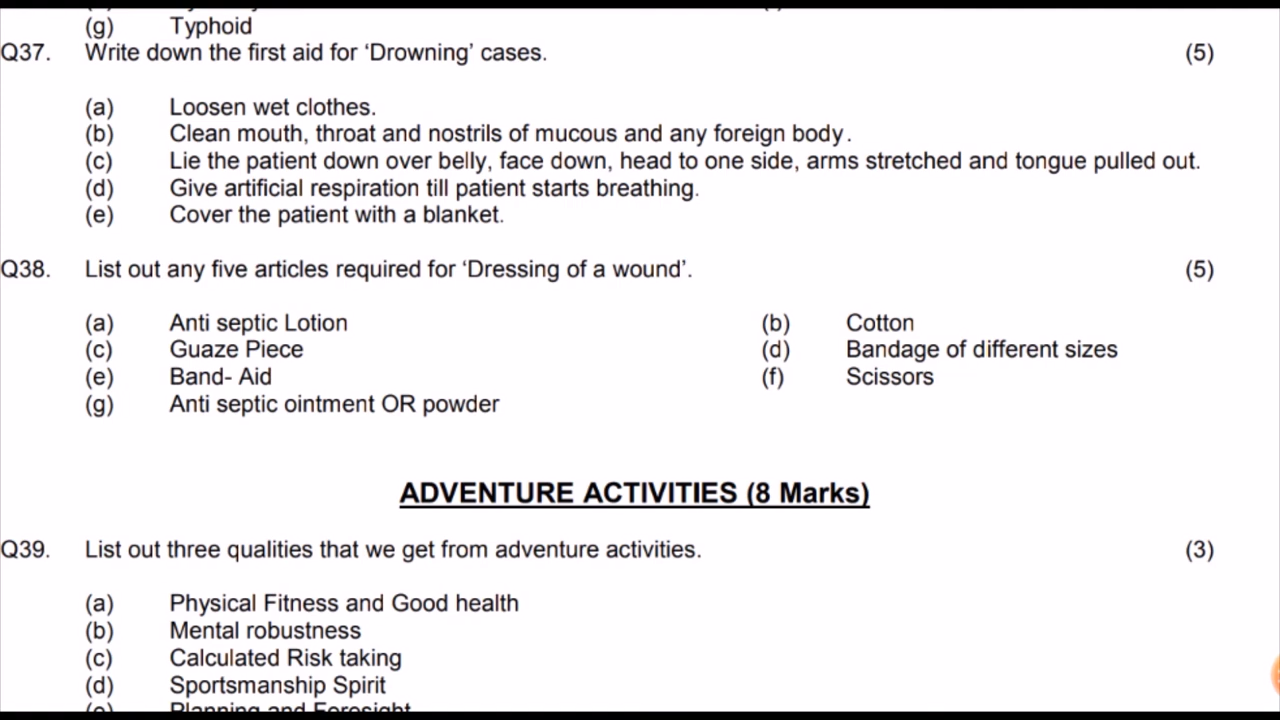 (g) Typhoid
Q37. Write down the first aid for ‘Drowning’ cases. (5)
(a) Loosen wet clothes.
(b) Clean mouth, throat and nostrils of mucous and any foreign body.
(c) Lie the patient down over belly, face down, head to one side, arms stretched and tongue pulled out.
(d) Give artificial respiration till patient starts breathing.
(e) Cover the patient with a blanket.
Q38. List out any five articles required for ‘Dressing of a wound’. (5)
(a) Anti septic Lotion (b) Cotton
(c) Guaze Piece (d) Bandage of different sizes
(e) Band- Aid (f) Scissors
(g) Anti septic ointment OR powder
ADVENTURE ACTIVITIES (8 Marks)
Q39. List out three qualities that we get from adventure activities. (3)
(a) Physical Fitness and Good health
(b) Mental robustness
(c) Calculated Risk taking
(d) Sportsmanship Spirit
(e) Planning and Foresight